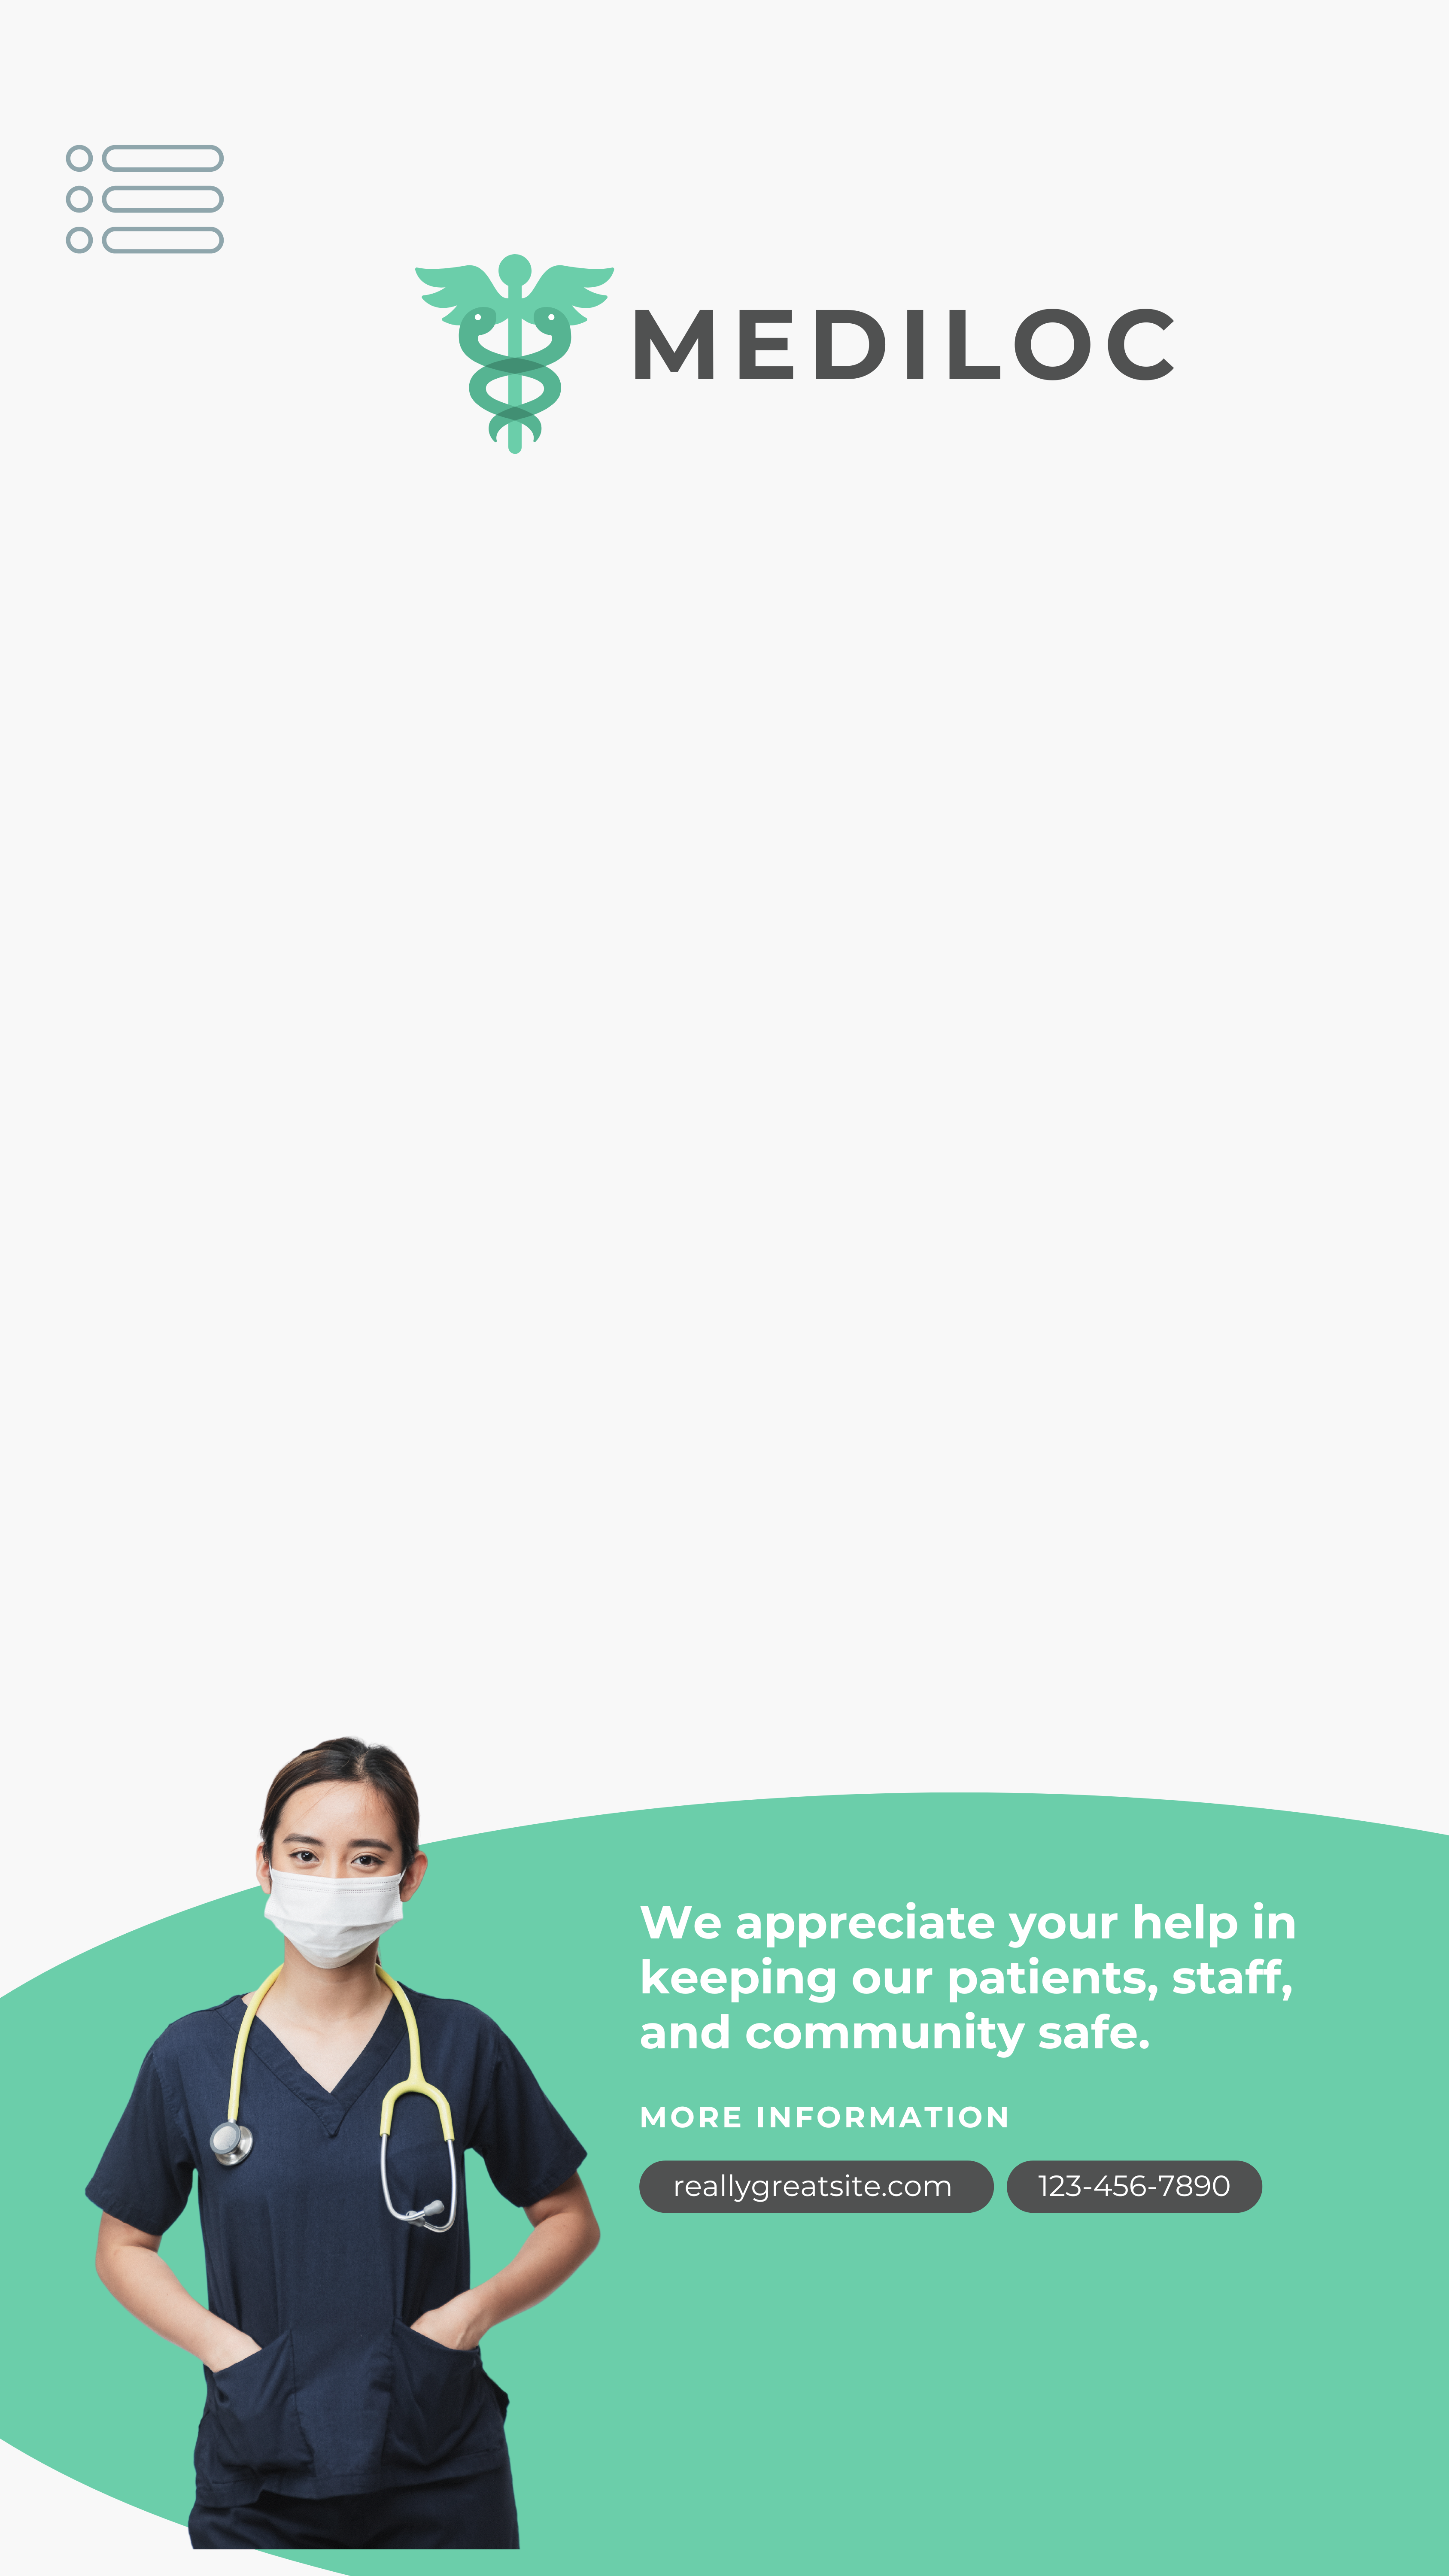 MEDILOC
We appreciate your help in
keeping our patients, staff,
and community safe.
MORE INFORMATION
reallygreatsite.com
123-456-7890